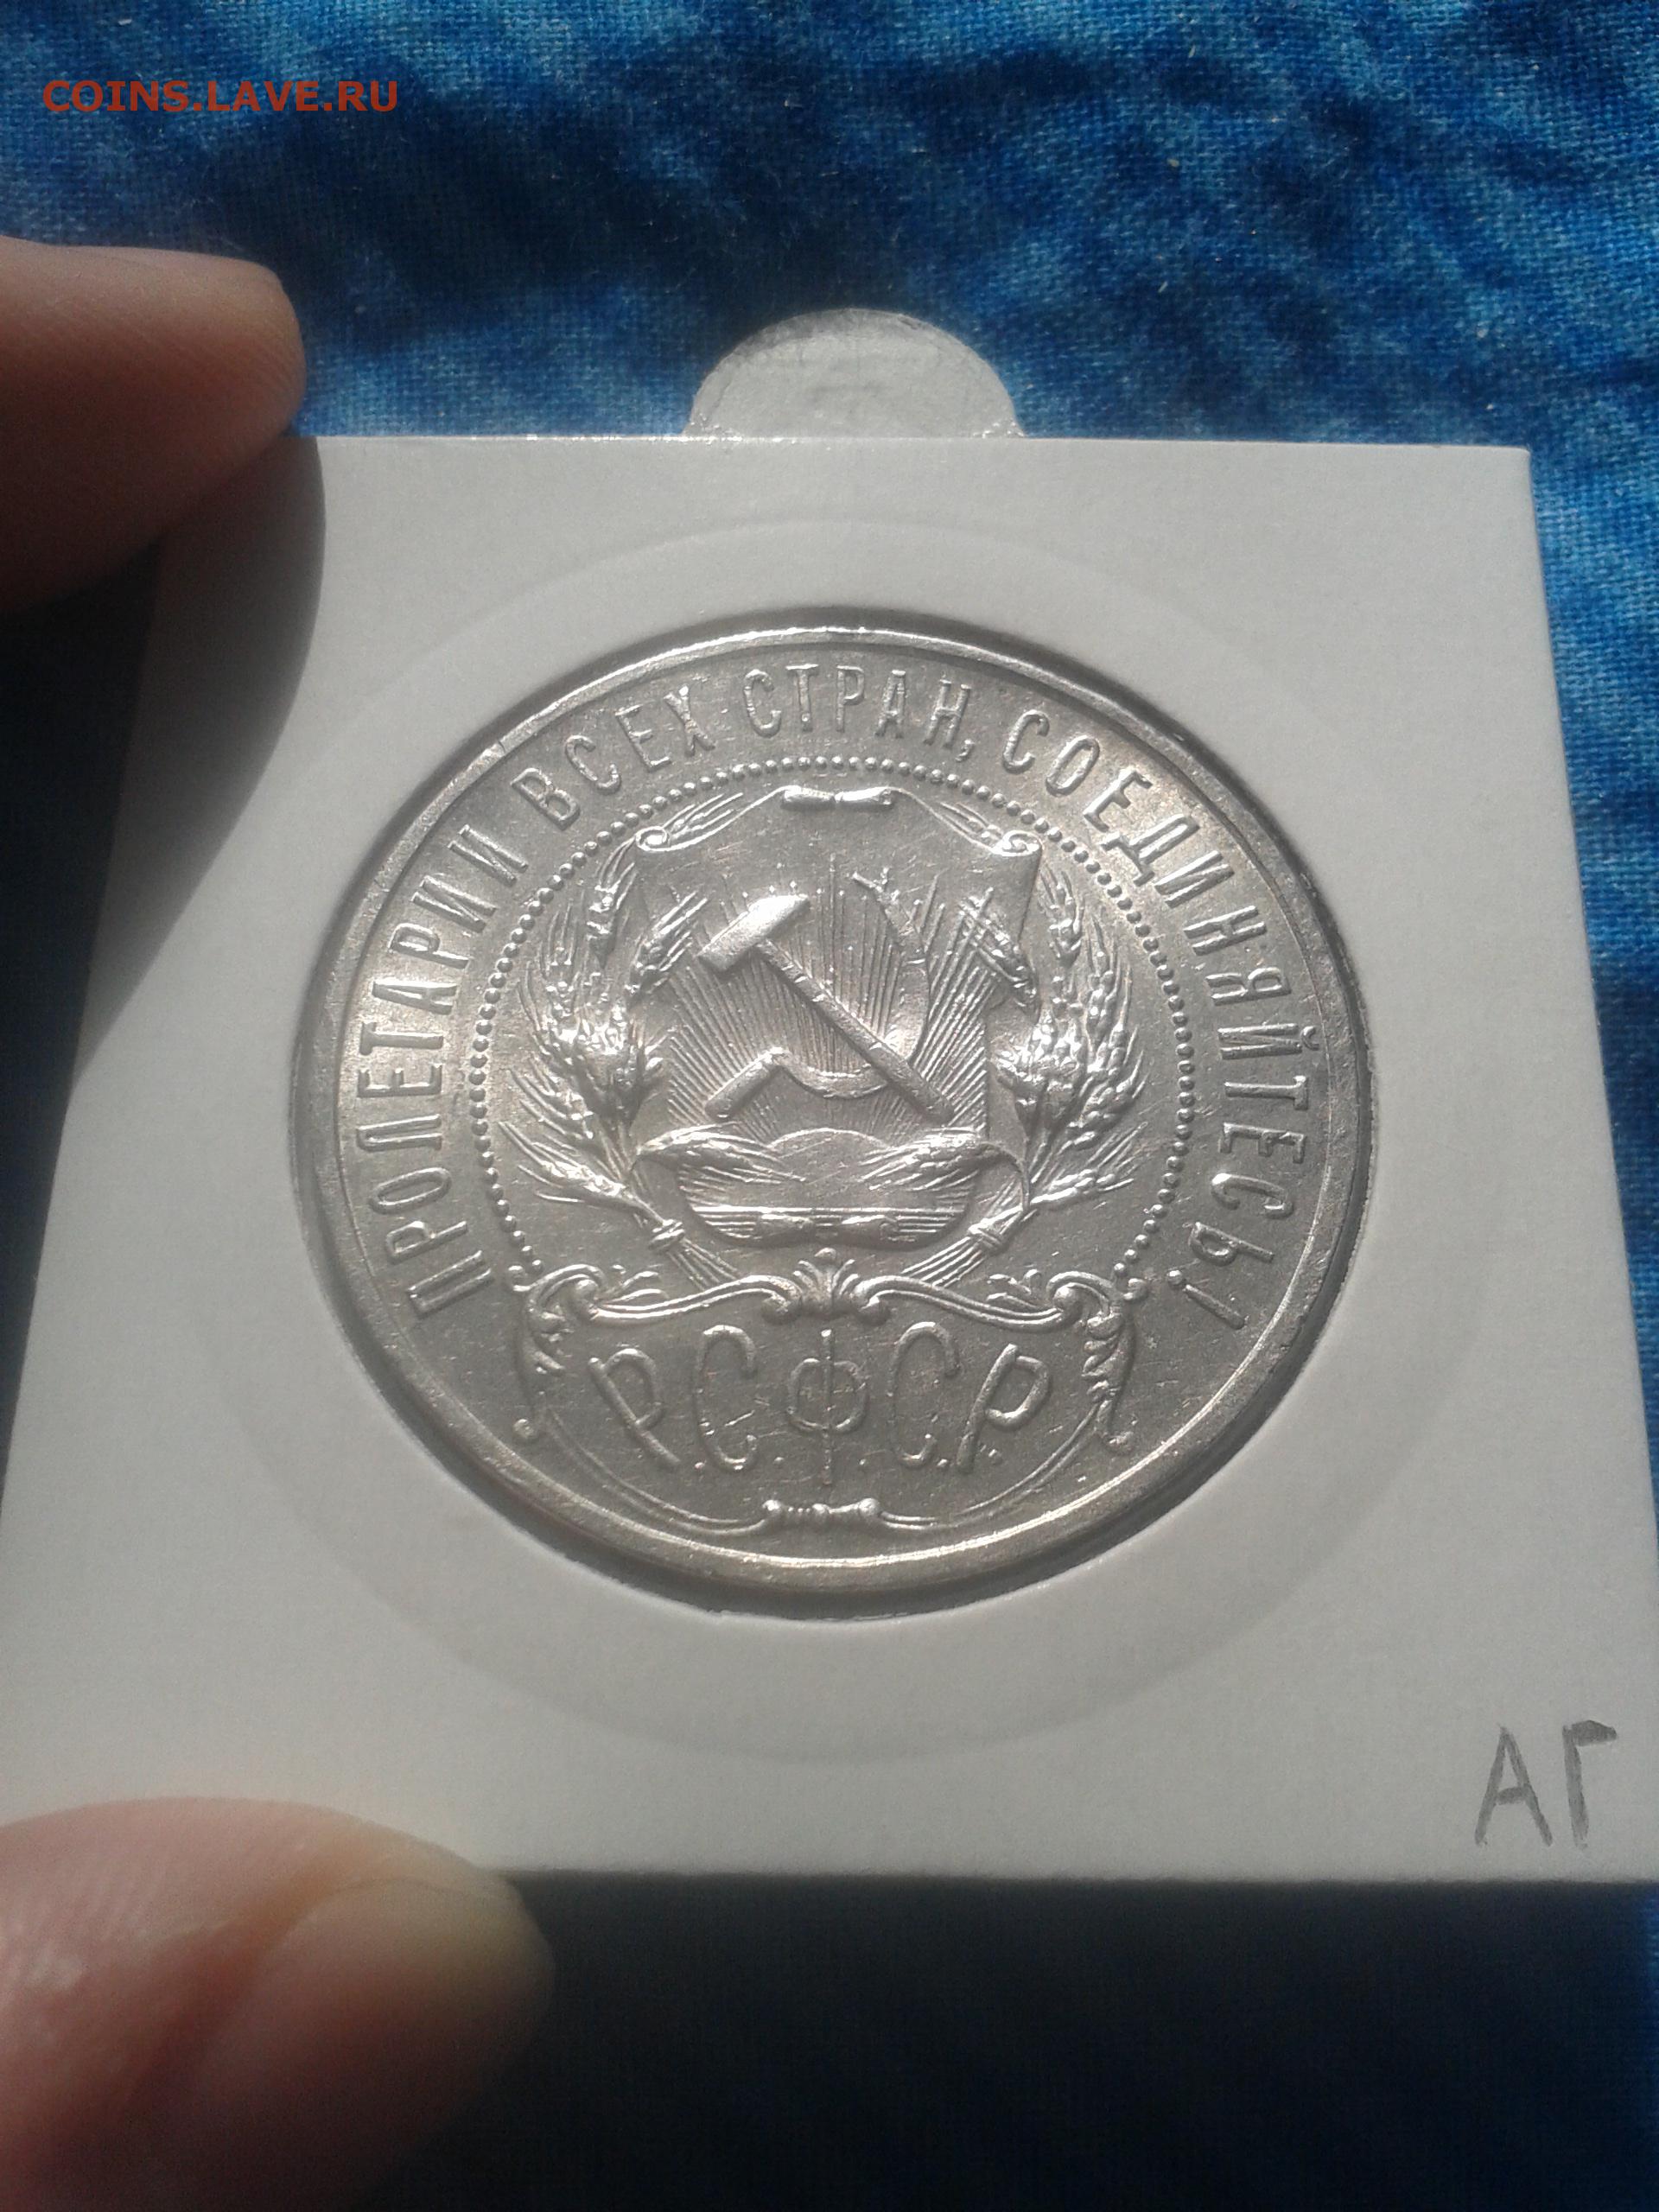 COINS.LAVE.RU
ПРОЛЕТАРИИ ВСЕХ СТРАН, СОЕДИНЯЙТЕСЬ!
Р.С.Ф.С.Р.
АГ